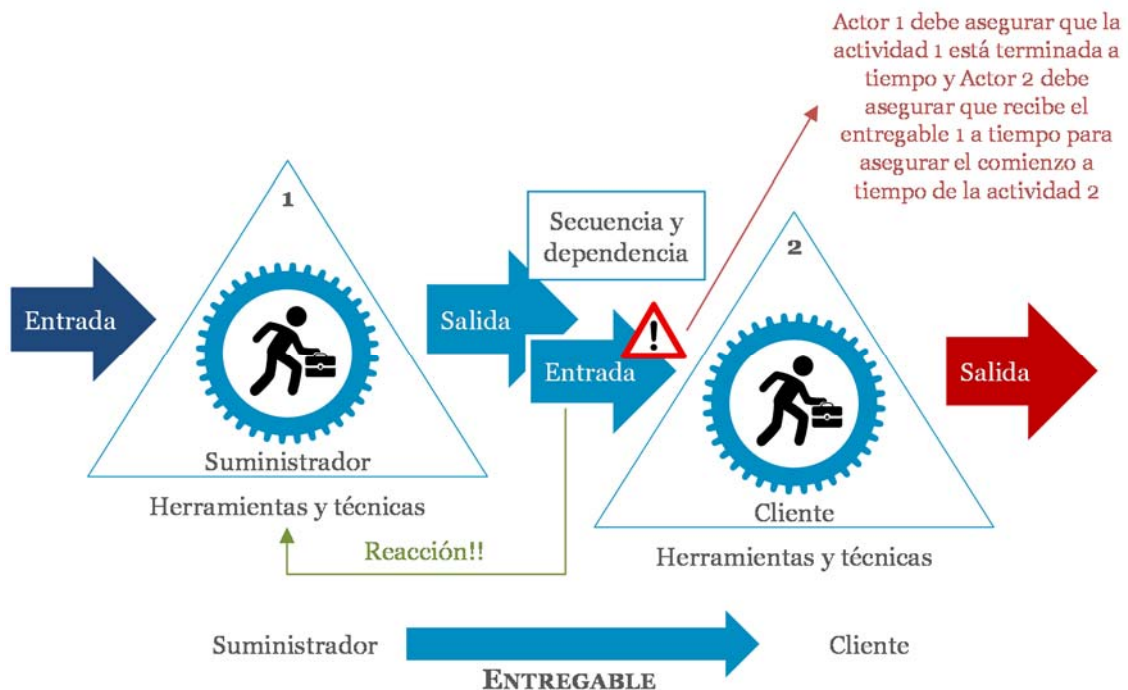 Actor 1 debe asegurar que la
actividad 1 está terminada a
tiempo y Actor 2 debe
asegurar que recibe el
entregable 1 a tiempo para
asegurar el comienzo a
tiempo de la actividad 2
1
Secuencia y
dependencia
2
Entrada
Salida
Entrada
Salida
Suministrador
Herramientas y técnicas
Cliente
Herramientas y técnicas
Reacción!!
Suministrador
Cliente
ENTREGABLE